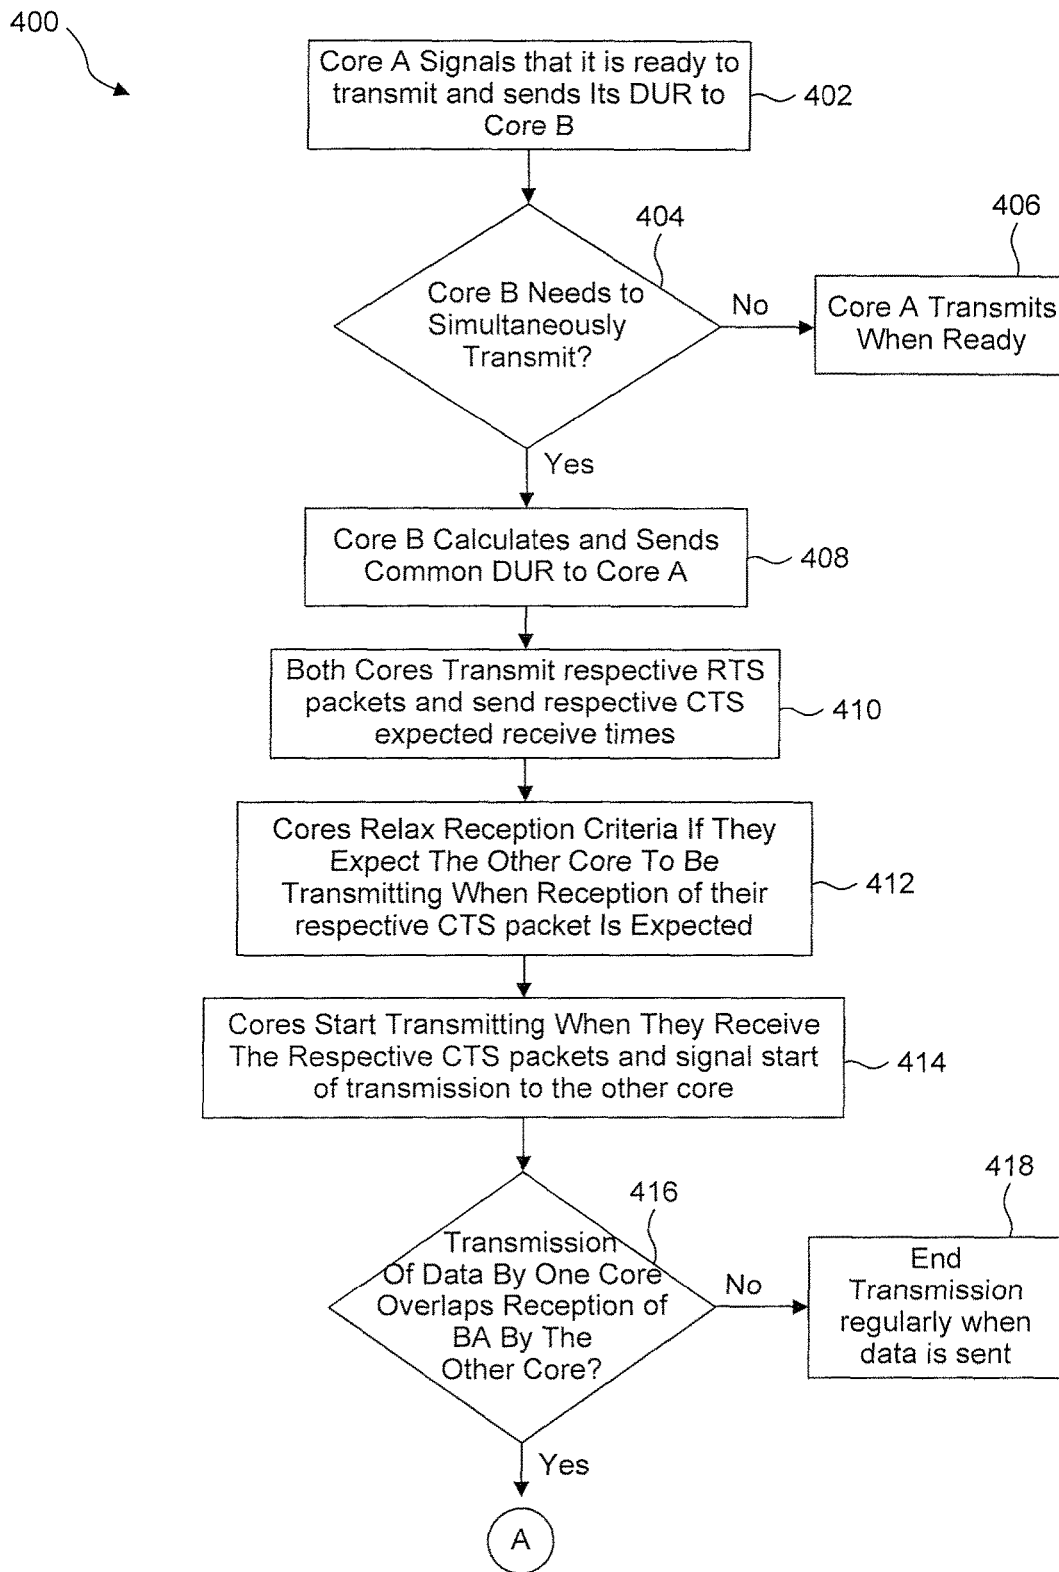 400
Core A Signals that it is ready to
transmit and sends Its DUR to
Core B
402
404
Core B Needs to
Simultaneously
Transmit?
No
406
Core A Transmits
When Ready
Yes
Core B Calculates and Sends
Common DUR to Core A
408
Both Cores Transmit respective RTS
packets and send respective CTS
expected receive times
410
Cores Relax Reception Criteria If They
Expect The Other Core To Be
Transmitting When Reception of their
respective CTS packet Is Expected
412
Cores Start Transmitting When They Receive
The Respective CTS packets and signal start
of transmission to the other core
414
416
Transmission
Of Data By One Core
Overlaps Reception of
BA By The
Other Core?
No
418
End
Transmission
regularly when
data is sent
Yes
A